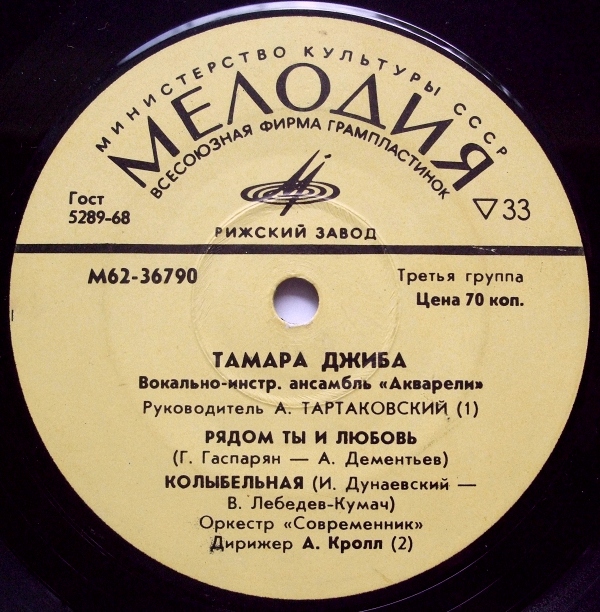 МИНИСТЕРСТВО КУЛЬТУРЫ СССР
МЕЛОДИЯ
ВСЕСОЮЗНАЯ ФИРМА ГРАМПЛАСТИНОК
Гост
5289-68
▽33
РИЖСКИЙ ЗАВОД
М62-36790
Третья группа
Цена 70 коп.
ТАМАРА ДЖИБА
Вокально-инстр. ансамбль «Акварели»
Руководитель А. ТАРТАКОВСКИЙ (1)
РЯДОМ ТЫ И ЛЮБОВЬ
(Г. Гаспарян — А. Дементьев)
КОЛЫБЕЛЬНАЯ (И. Дунаевский —
В. Лебедев-Кумач)
Оркестр «Современник»
Дирижер А. Кролл (2)